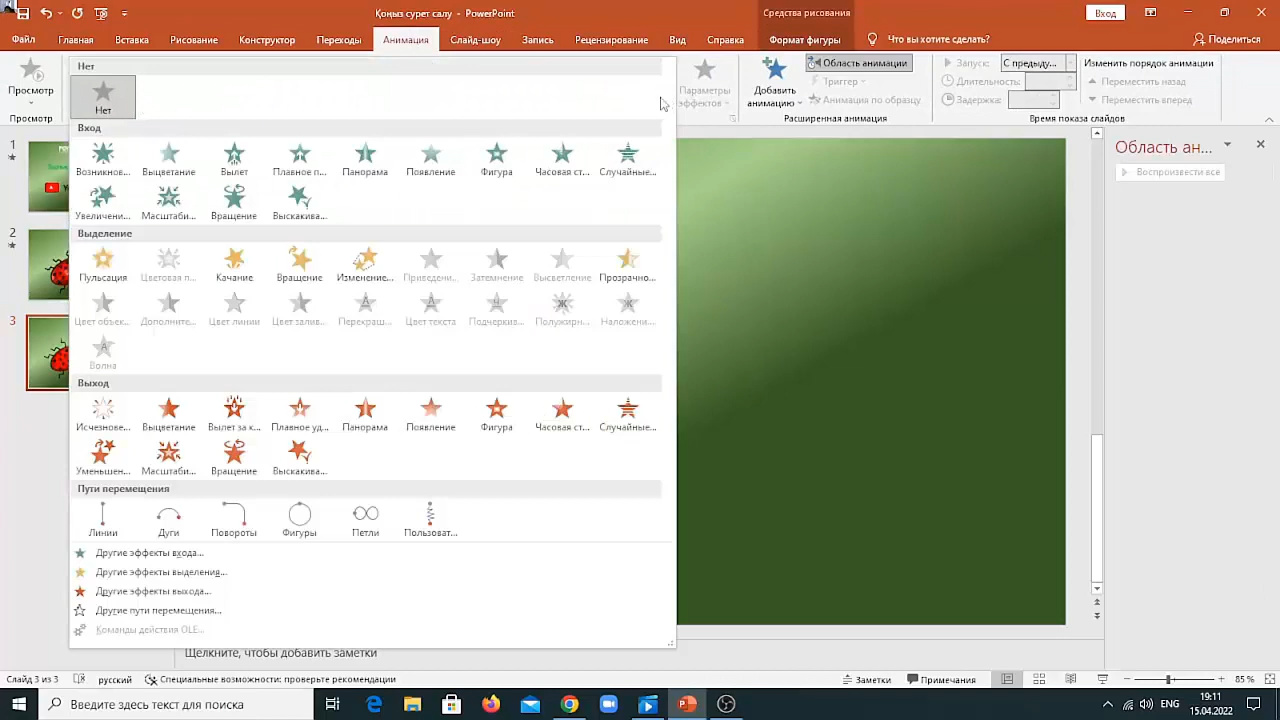 Қоңыз сурет салу - PowerPoint
Средства рисования
Вход
Файл Главная Вставка Рисование Конструктор Переходы Анимация Слайд-шоу Запись Рецензирование Вид Справка Формат фигуры Что вы хотите сделать? Поделиться
Просмотр
Просмотр
Параметры эффектов
Добавить анимацию
Область анимации
Триггер
Анимация по образцу
Расширенная анимация
Запуск: С предыду...
Длительность:
Задержка:
Изменить порядок анимации
Переместить назад
Переместить вперед
Время показа слайдов
Нет
Нет
Вход
Возникнов... Выцветание Вылет Плавное п... Панорама Появление Фигура Часовая ст... Случайные...
Увеличени... Масштаби... Вращение Выскакива...
Выделение
Пульсация Цветовая п... Качание Вращение Изменение... Приведени... Затемнение Высветление Прозрачно...
Цвет объек... Дополните... Цвет линии Цвет залив... Перекраш... Цвет текста Подчеркив... Полужирн... Наложени...
Волна
Выход
Исчезнове... Выцветание Вылет за к... Плавное уд... Панорама Появление Фигура Часовая ст... Случайные...
Уменьшен... Масштаби... Вращение Выскакива...
Пути перемещения
Линии Дуги Повороты Фигуры Петли Пользоват...
Другие эффекты входа...
Другие эффекты выделения...
Другие эффекты выхода...
Другие пути перемещения...
Команды действия OLE...
1
2
3
Область ан...
Воспроизвести все
Щелкните, чтобы добавить заметки
Слайд 3 из 3 русский Специальные возможности: проверьте рекомендации Заметки Примечания 85 %
Введите здесь текст для поиска
ENG
19:11
15.04.2022